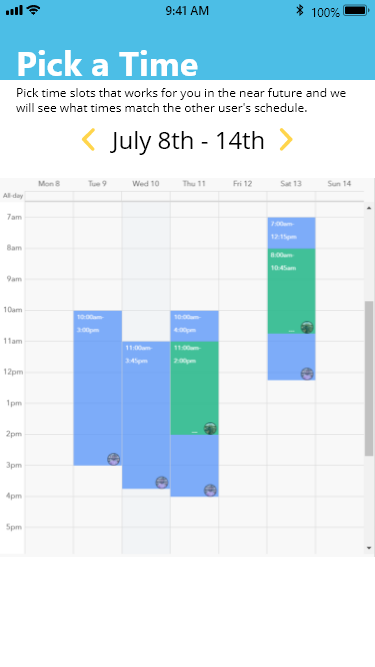 9:41 AM
100%
Pick a Time
Pick time slots that works for you in the near future and we
will see what times match the other user's schedule.
July 8th - 14th
Mon 8 Tue 9 Wed 10 Thu 11 Fri 12 Sat 13 Sun 14
All-day
7am
7:00am-
12:15pm
8am
8:00am-
10:45am
9am
10am
10:00am-
3:00pm
10:00am-
4:00pm
11am
11:00am-
3:45pm
11:00am-
2:00pm
12pm
1pm
2pm
3pm
4pm
5pm